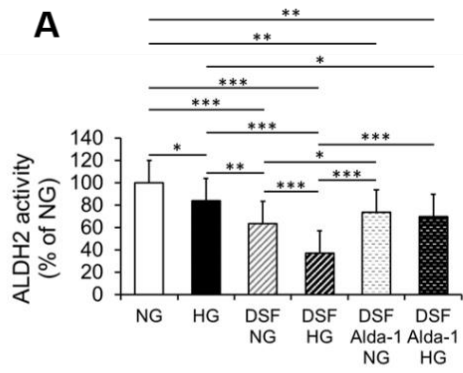 A
**
**
*
***
***
***
***
*
*
**
***
***
ALDH2 activity
(% of NG)
140
120
100
80
60
40
20
0
NG
HG
DSF
NG
DSF
HG
DSF
Alda-1
NG
DSF
Alda-1
HG